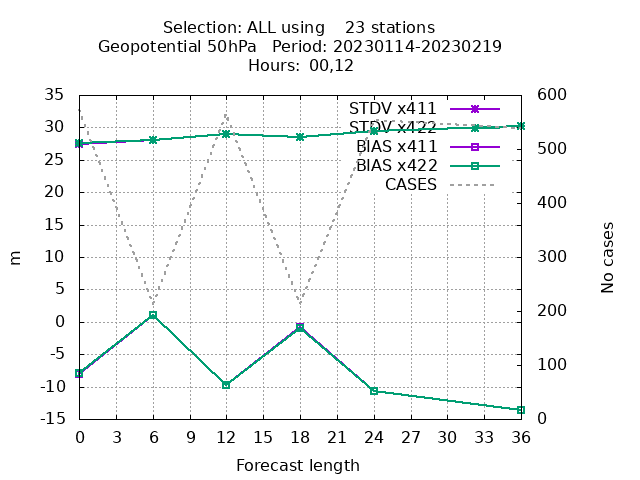 Selection: ALL using 23 stations
Geopotential 50hPa Period: 20230114-20230219
Hours: 00,12
35
30
25
20
15
10
5
0
-5
-10
-15
m
600
500
400
300
200
100
0
No cases
STDV x411
STDV x422
BIAS x411
BIAS x422
CASES
0 3 6 9 12 15 18 21 24 27 30 33 36
Forecast length